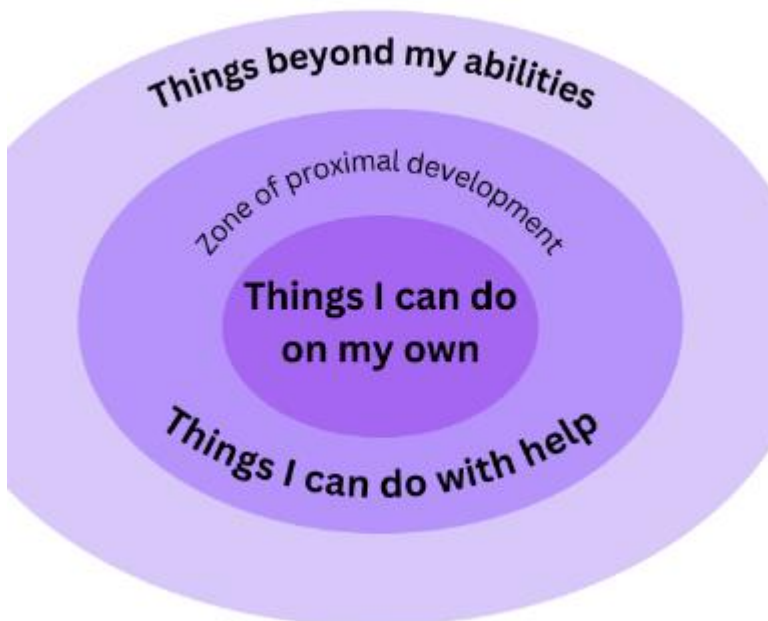 Things beyond my abilities
Zone of proximal development
Things I can do
on my own
Things I can do with help